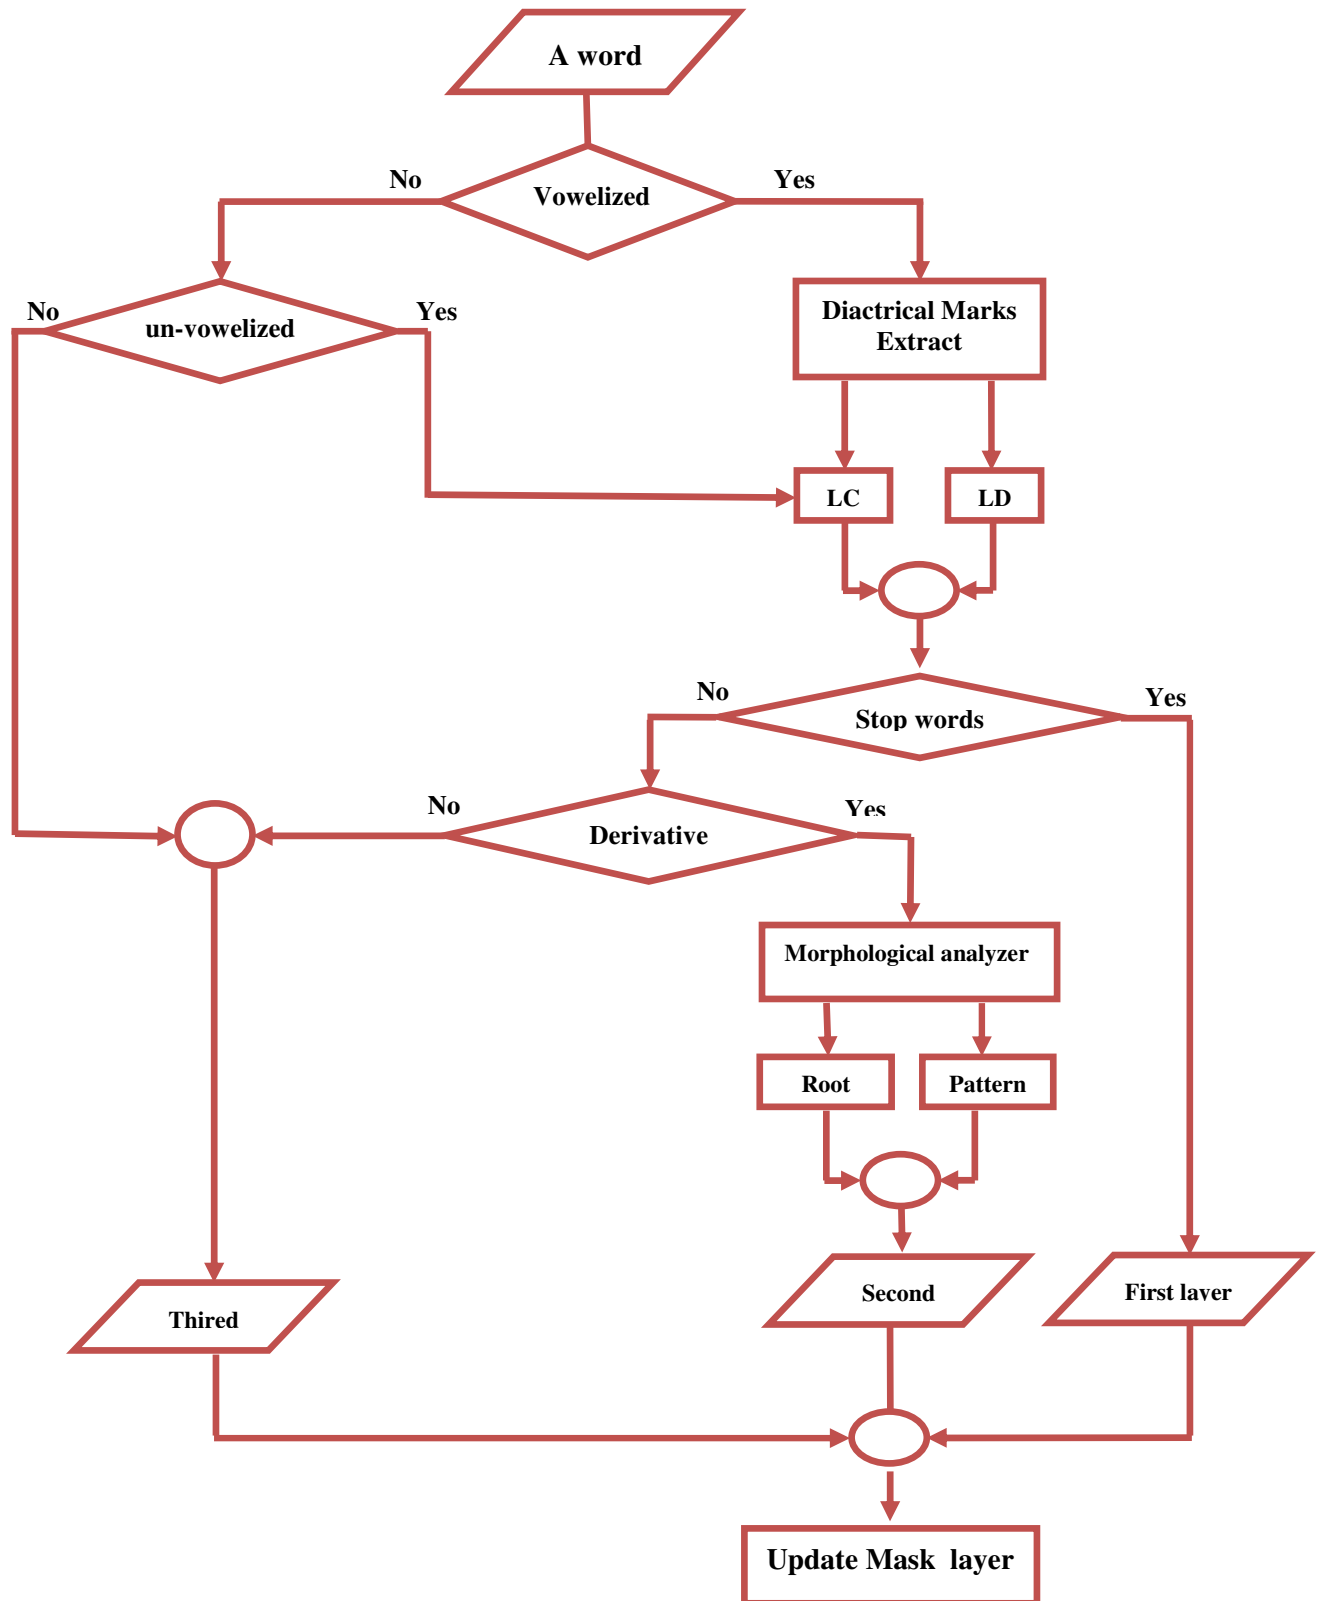 A word
No
Yes
Vowelized
No
Yes
un-vowelized
Diactrical Marks
Extract
LC
LD
No
Yes
Stop words
No
Yes
Derivative
Morphological analyzer
Root
Pattern
Second
First layer
Thired
Update Mask layer